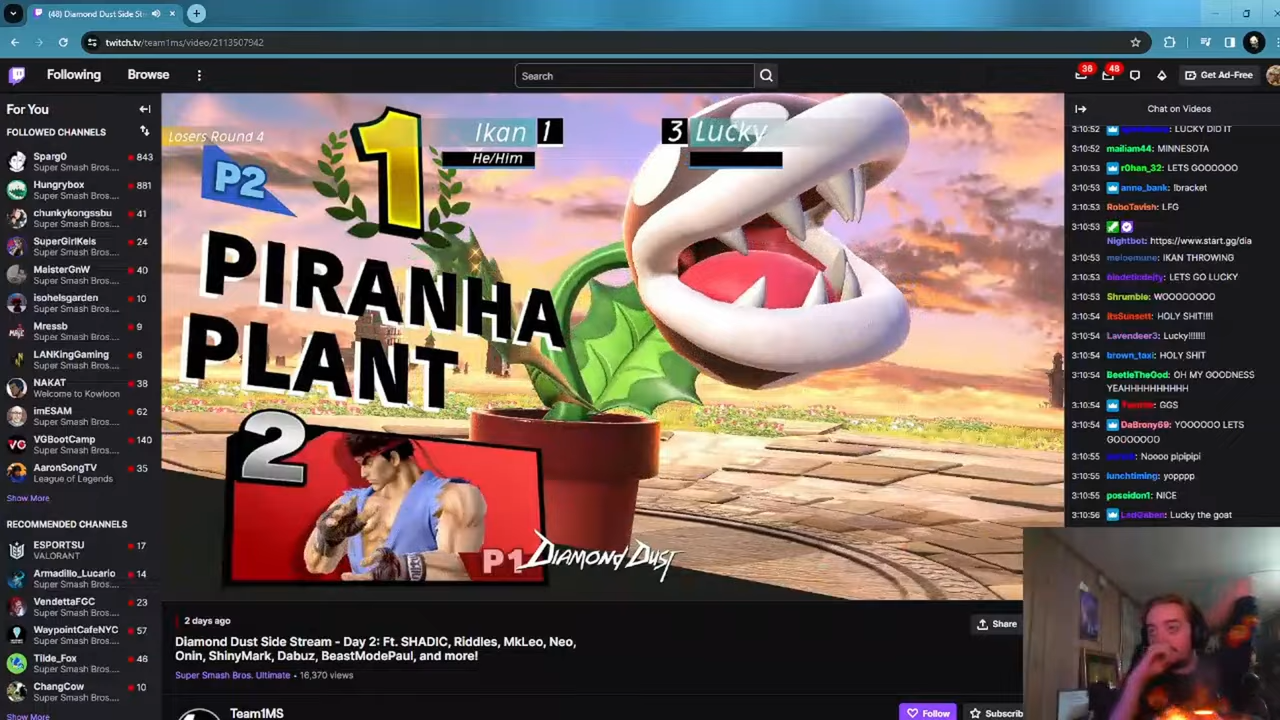 (48) Diamond Dust Side St
twitch.tv/team1ms/video/2113507942
Following
Browse
Search
36
48
Get Ad-Free
For You
FOLLOWED CHANNELS
Sparg0
843
Super Smash Bros....
Hungrybox
881
Super Smash Bros....
chunkykongssbu
41
Super Smash Bros....
SuperGirlKels
24
Super Smash Bros....
MaisterGnW
40
Super Smash Bros....
isohelsgarden
10
Super Smash Bros....
Mressb
9
Super Smash Bros....
LANKingGaming
6
Super Smash Bros....
NAKAT
38
Welcome to Kowloon
imESAM
62
Super Smash Bros....
VGBootCamp
140
Super Smash Bros....
AaronSongTV
35
League of Legends
Show More
RECOMMENDED CHANNELS
ESPORTSU
17
VALORANT
Armadillo_Lucario
14
Super Smash Bros....
VendettaFGC
23
Super Smash Bros....
WaypointCafeNYC
57
Super Smash Bros....
Tilde_Fox
46
Super Smash Bros....
ChangCow
10
Super Smash Bros....
Show More
Losers Round 4
Ikan 1
He/Him
3 Lucky
P2
1
PIRANHA
PLANT
2
P1
DIAMOND DUST
2 days ago
Share
Diamond Dust Side Stream - Day 2: Ft. SHADIC, Riddles, MkLeo, Neo,
Onin, ShinyMark, Dabuz, BeastModePaul, and more!
Super Smash Bros. Ultimate • 16,370 views
Team1MS
Follow
Subscrib
Chat on Videos
3:10:52 LUCKY DID IT
3:10:52 mailiam44: MINNESOTA
3:10:53 r0han_32: LETS GOOOOOO
3:10:53 anne_bank: !bracket
3:10:53 RoboTavish: LFG
3:10:53
Nightbot: https://www.start.gg/dia
3:10:53 IKAN THROWING
3:10:53 LETS GO LUCKY
3:10:53 Shrumble: WOOOOOOOO
3:10:54 itsSunsett: HOLY SHIT!!!!
3:10:54 Lavendeer3: Lucky!!!!!!!
3:10:54 brown_taxi: HOLY SHIT
3:10:54 BeetleTheGod: OH MY GOODNESS
YEAHHHHHHHHHH
3:10:54 GGS
3:10:54 DaBrony69: YOOOOOO LETS
GOOOOOOO
3:10:55 Noooo pipipipi
3:10:55 lunchtiming: yopppp
3:10:55 poseidon1: NICE
3:10:56 Lucky the goat